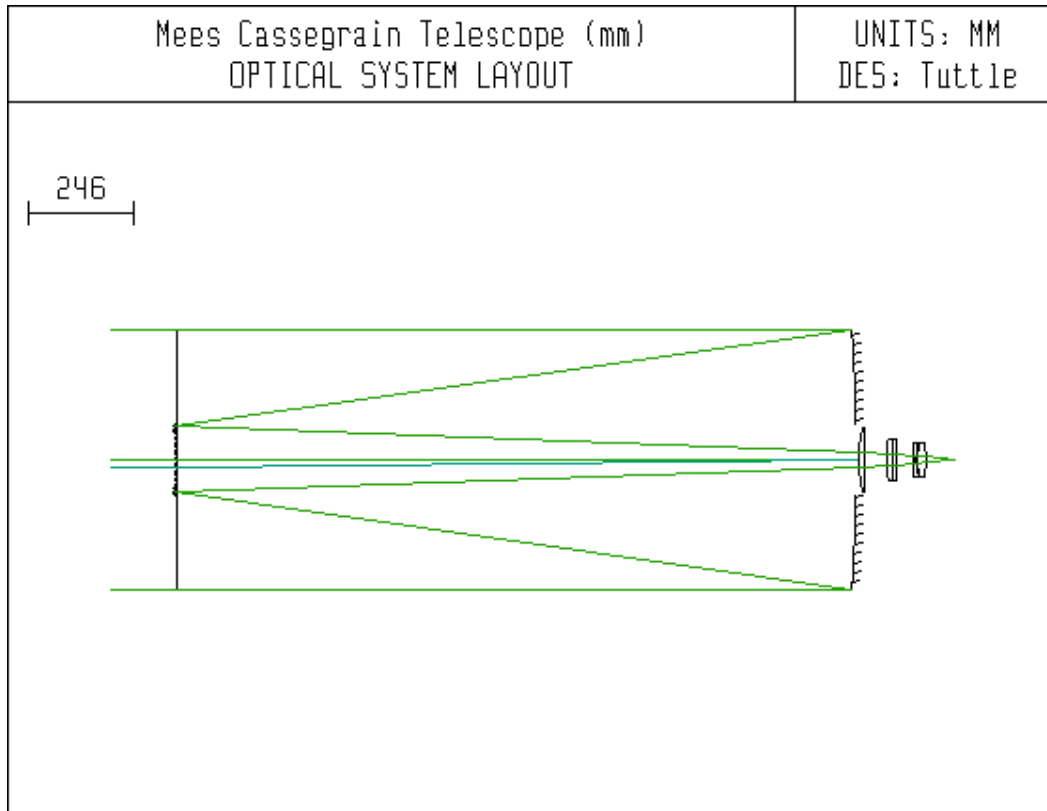 Mees Cassegrain Telescope (mm)
OPTICAL SYSTEM LAYOUT
UNITS: MM
DES: Tuttle
246